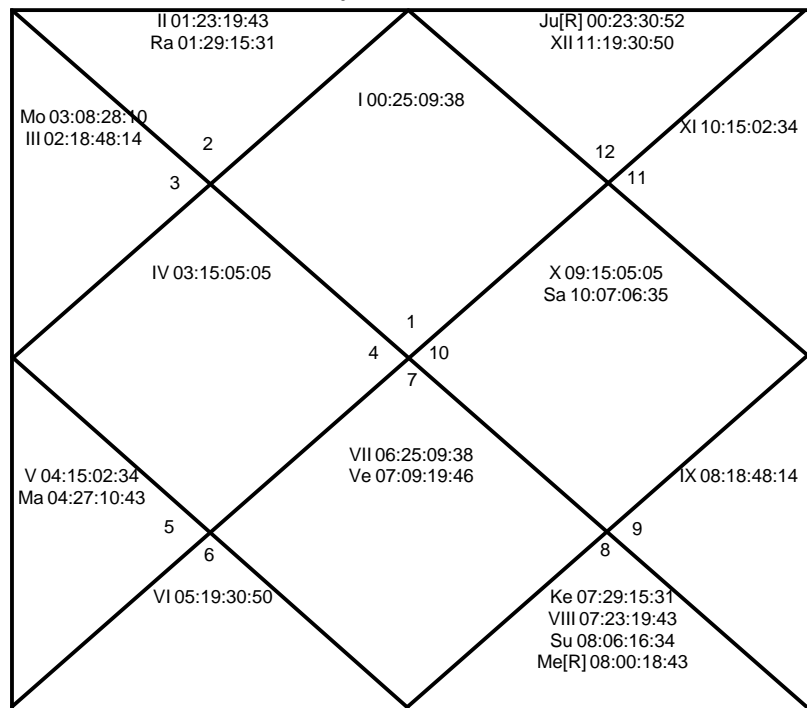 II 01:23:19:43
Ra 01:29:15:31
Ju[R] 00:23:30:52
XII 11:19:30:50
I 00:25:09:38
Mo 03:08:28:10
III 02:18:48:14
XI 10:15:02:34
2
12
3
11
IV 03:15:05:05
X 09:15:05:05
Sa 10:07:06:35
1
4
10
7
VII 06:25:09:38
Ve 07:09:19:46
V 04:15:02:34
Ma 04:27:10:43
IX 08:18:48:14
5
9
6
8
VI 05:19:30:50
Ke 07:29:15:31
VIII 07:23:19:43
Su 08:06:16:34
Me[R] 08:00:18:43